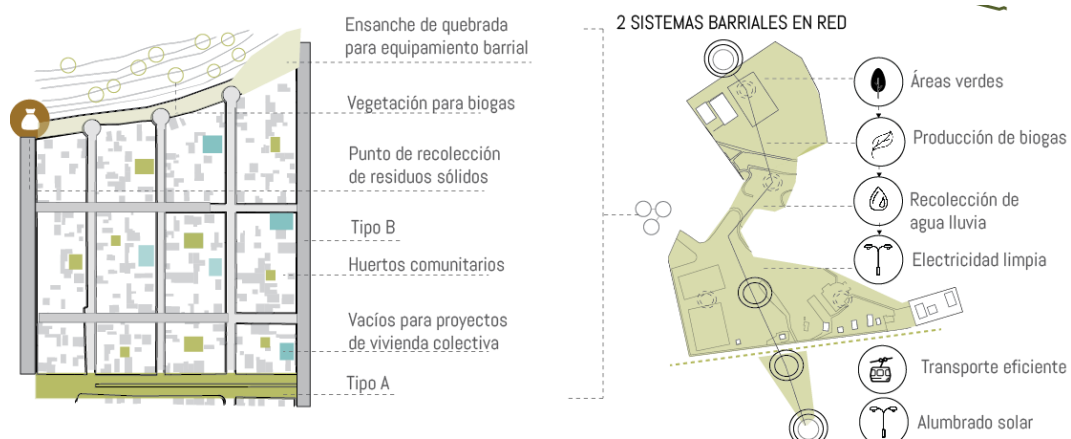 Ensanche de quebrada
para equipamiento barrial
Vegetación para biogas
Punto de recolección
de residuos sólidos
Tipo B
Huertos comunitarios
Vacíos para proyectos
de vivienda colectiva
Tipo A
2 SISTEMAS BARRIALES EN RED
Áreas verdes
Producción de biogas
Recolección de
agua lluvia
Electricidad limpia
Transporte eficiente
Alumbrado solar